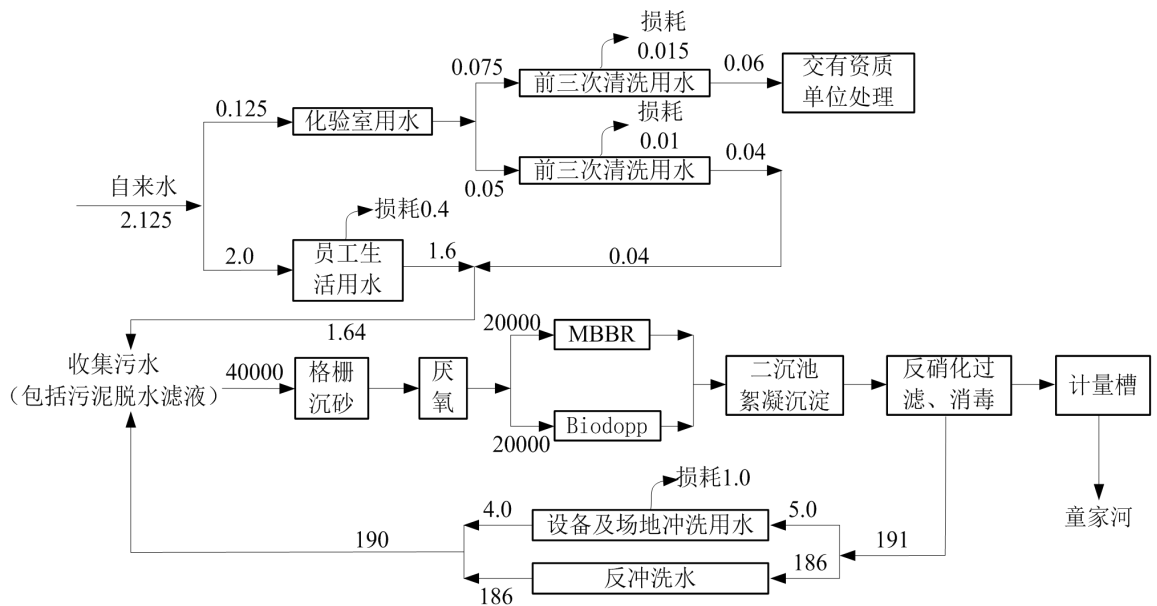 损耗
0.015
0.075
前三次清洗用水
0.06
交有资质
单位处理
0.125
化验室用水
损耗
0.01
0.05
前三次清洗用水
0.04
自来水
2.125
损耗0.4
2.0
员工生
活用水
1.6
0.04
1.64
收集污水
（包括污泥脱水滤液）
40000
格栅
沉砂
厌
氧
20000
MBBR
20000
Biodopp
二沉池
絮凝沉淀
反硝化过
滤、消毒
计量槽
童家河
损耗1.0
4.0
设备及场地冲洗用水
5.0
190
191
186
反冲洗水
186